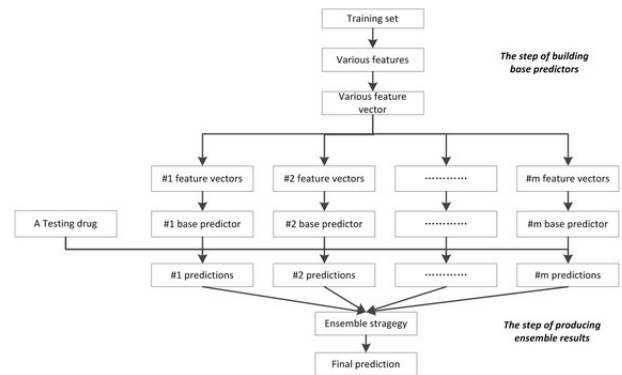 Training set
The step of building
base predictors
Various features
Various feature
vector
#1 feature vectors
#2 feature vectors
…………
#m feature vectors
A Testing drug
#1 base predictor
#2 base predictor
…………
#m base predictor
#1 predictions
#2 predictions
…………
#m predictions
Ensemble stragegy
The step of producing
ensemble results
Final prediction